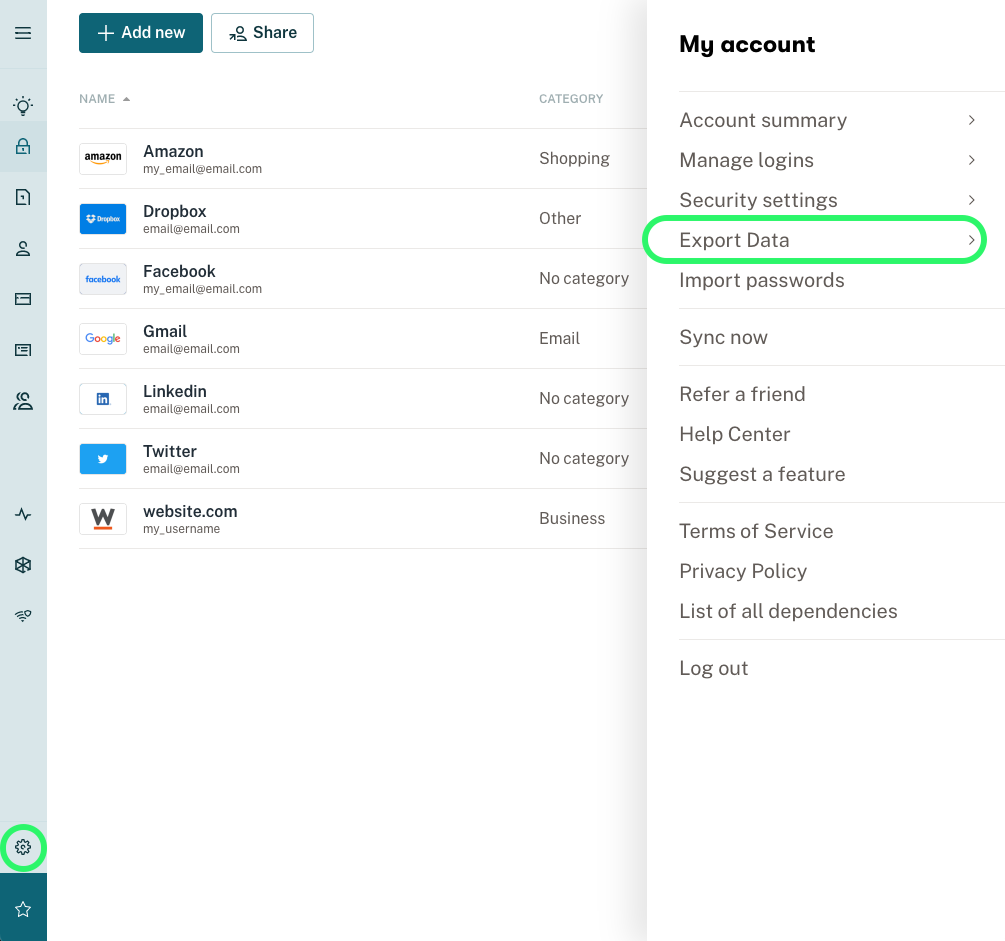 Add new
Share
NAME
CATEGORY
amazon
Amazon
my_email@email.com
Shopping
Dropbox
Dropbox
email@email.com
Other
facebook
Facebook
my_email@email.com
No category
Google
Gmail
email@email.com
Email
in
Linkedin
email@email.com
No category
Twitter
email@email.com
No category
W
website.com
my_username
Business
My account
Account summary
Manage logins
Security settings
Export Data
Import passwords
Sync now
Refer a friend
Help Center
Suggest a feature
Terms of Service
Privacy Policy
List of all dependencies
Log out